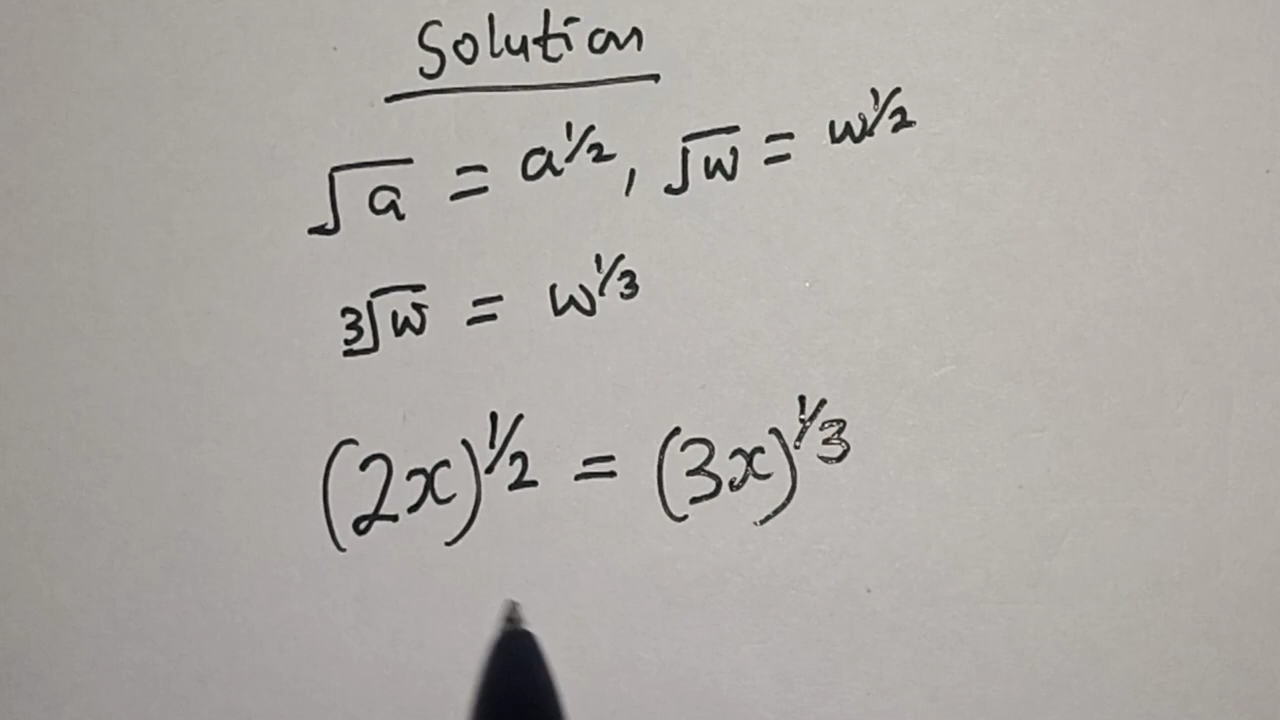 Solution
√a = a^1/2, √w = w^1/2
3√w = w^1/3
(2x)^1/2 = (3x)^1/3